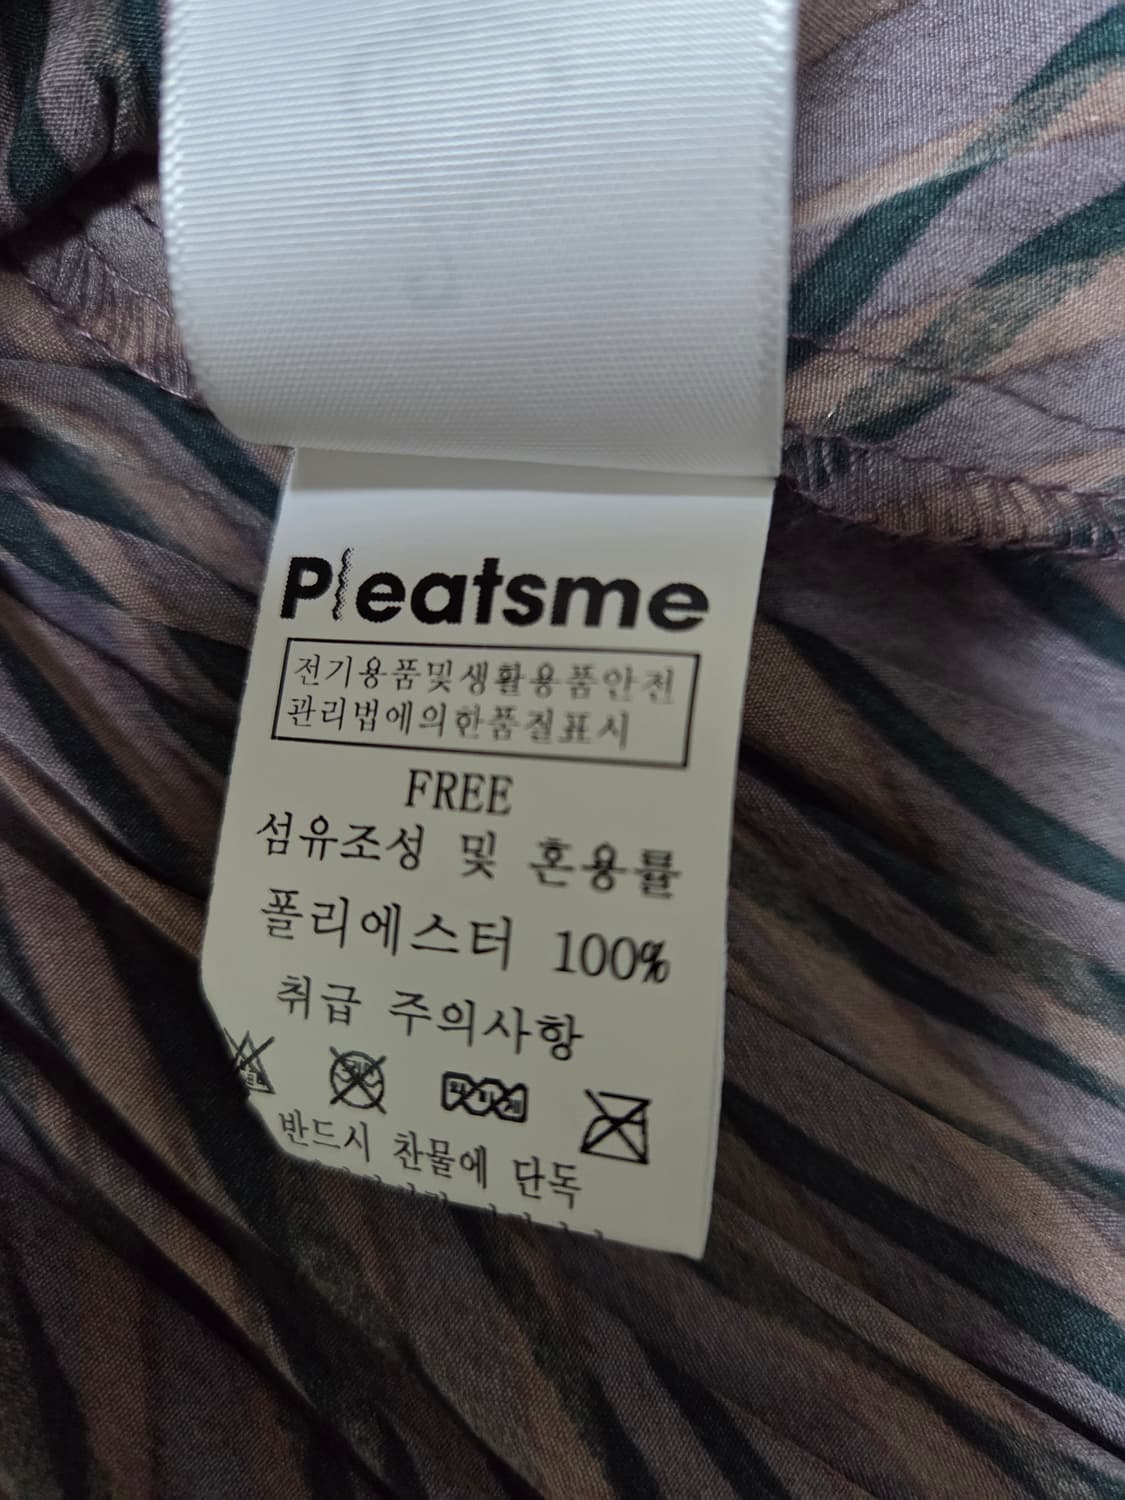 Pleatsme
전기용품및생활용품안전
관리법에의한품질표시
FREE
섬유조성 및 혼용률
폴리에스터 100%
취급 주의사항
반드시 찬물에 단독